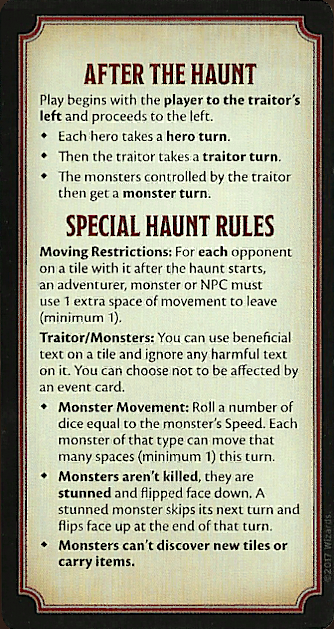 AFTER THE HAUNT
Play begins with the player to the traitor's
left and proceeds to the left.
◆ Each hero takes a hero turn.
◆ Then the traitor takes a traitor turn.
◆ The monsters controlled by the traitor
then get a monster turn.
SPECIAL HAUNT RULES
Moving Restrictions: For each opponent
on a tile with it after the haunt starts,
an adventurer, monster or NPC must
use 1 extra space of movement to leave
(minimum 1).
Traitor/Monsters: You can use beneficial
text on a tile and ignore any harmful text
on it. You can choose not to be affected by
an event card.
◆ Monster Movement: Roll a number of
dice equal to the monster's Speed. Each
monster of that type can move that
many spaces (minimum 1) this turn.
◆ Monsters aren't killed, they are
stunned and flipped face down. A
stunned monster skips its next turn and
flips face up at the end of that turn.
◆ Monsters can't discover new tiles or
carry items.
©2017 Wizards.